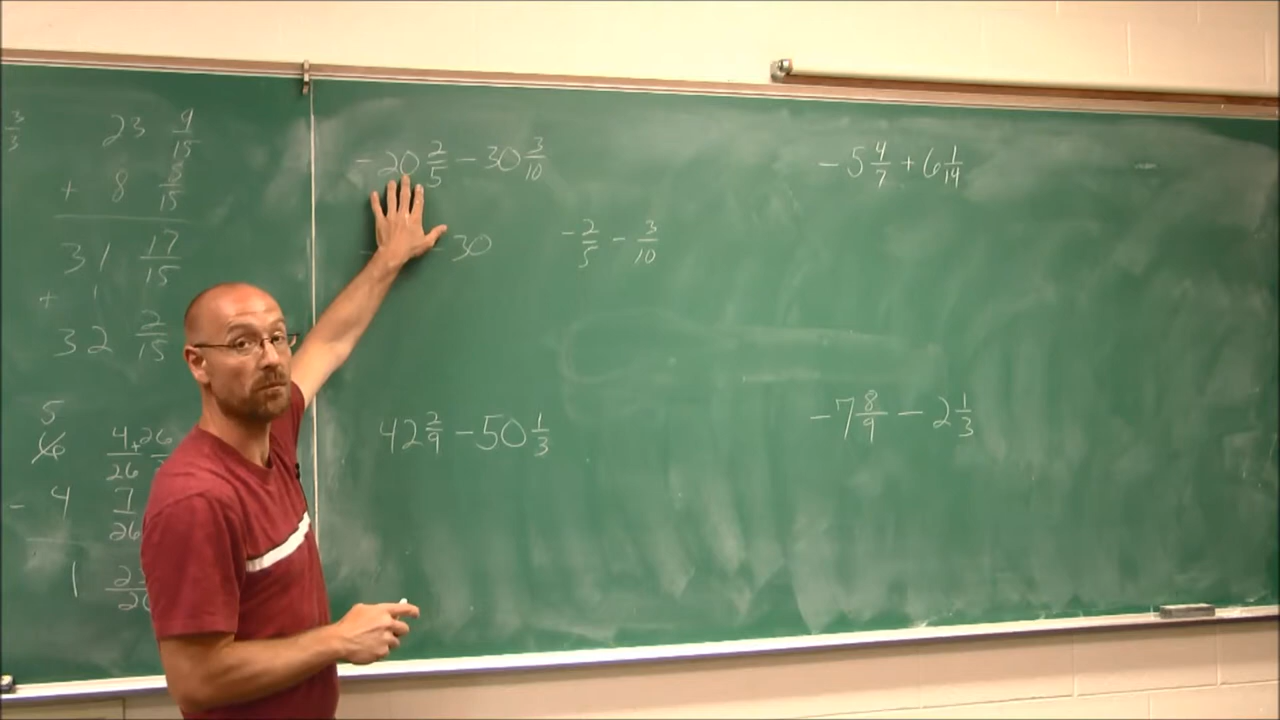 3/3
23 9/15
+ 8 8/15
31 17/15
+ 1
32 2/15
5
6 4/26 + 26
- 4 7/26
1 23/26
-20 2/5 - 30 3/10
- - 30 -2/5 - 3/10
42 2/9 - 50 1/3
-5 4/7 + 6 1/14
-7 8/9 - 2 1/3